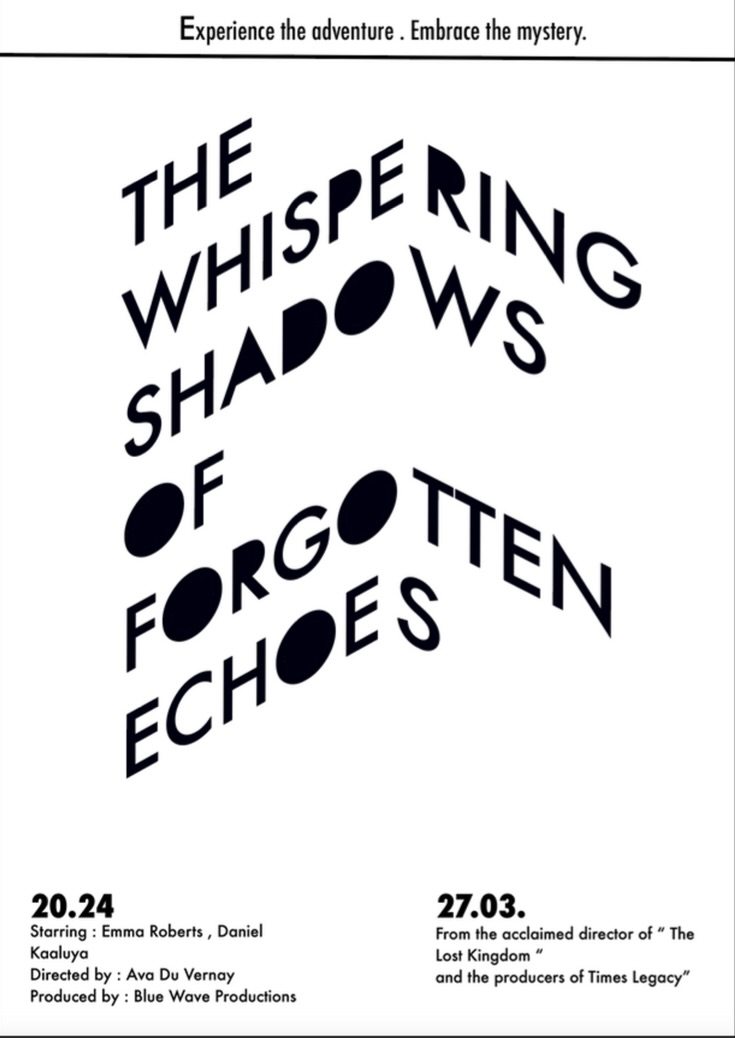 Experience the adventure . Embrace the mystery.
THE
WHISPERING
SHADOWS
OF
FORGOTTEN
ECHOES
20.24
Starring : Emma Roberts , Daniel
Kaaluya
Directed by : Ava Du Vernay
Produced by : Blue Wave Productions
27.03.
From the acclaimed director of “ The
Lost Kingdom “
and the producers of Times Legacy”